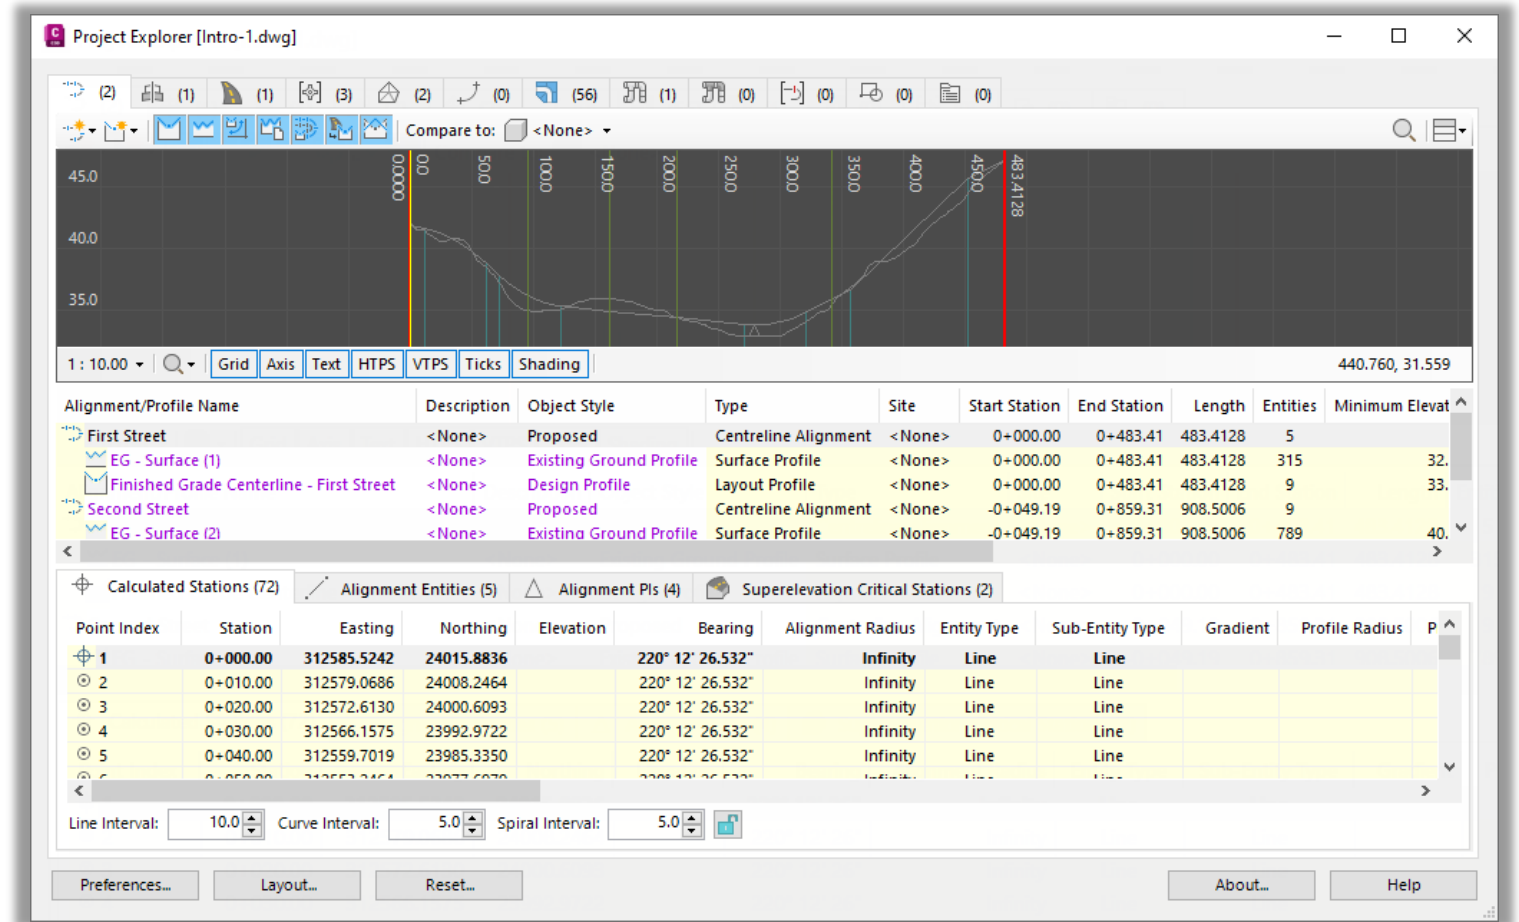 Project Explorer [Intro-1.dwg]
(2) (1) (1) (3) (2) (0) (56) (1) (0) (0) (0) (0)
Compare to: <None>
0.0000 0.0 50.0 100.0 150.0 200.0 250.0 300.0 350.0 400.0 450.0 483.4128
45.0
40.0
35.0
1 : 10.00 Grid Axis Text HTPS VTPS Ticks Shading 440.760, 31.559
Alignment/Profile Name Description Object Style Type Site Start Station End Station Length Entities Minimum Elevat
First Street <None> Proposed Centreline Alignment <None> 0+000.00 0+483.41 483.4128 5
EG - Surface (1) <None> Existing Ground Profile Surface Profile <None> 0+000.00 0+483.41 483.4128 315 32.
Finished Grade Centerline - First Street <None> Design Profile Layout Profile <None> 0+000.00 0+483.41 483.4128 9 33.
Second Street <None> Proposed Centreline Alignment <None> -0+049.19 0+859.31 908.5006 9
EG - Surface (2) <None> Existing Ground Profile Surface Profile <None> -0+049.19 0+859.31 908.5006 789 40.
Calculated Stations (72) Alignment Entities (5) Alignment PIs (4) Superelevation Critical Stations (2)
Point Index Station Easting Northing Elevation Bearing Alignment Radius Entity Type Sub-Entity Type Gradient Profile Radius P
1 0+000.00 312585.5242 24015.8836 220° 12' 26.532" Infinity Line Line
2 0+010.00 312579.0686 24008.2464 220° 12' 26.532" Infinity Line Line
3 0+020.00 312572.6130 24000.6093 220° 12' 26.532" Infinity Line Line
4 0+030.00 312566.1575 23992.9722 220° 12' 26.532" Infinity Line Line
5 0+040.00 312559.7019 23985.3350 220° 12' 26.532" Infinity Line Line
Line Interval: 10.0 Curve Interval: 5.0 Spiral Interval: 5.0
Preferences... Layout... Reset... About... Help